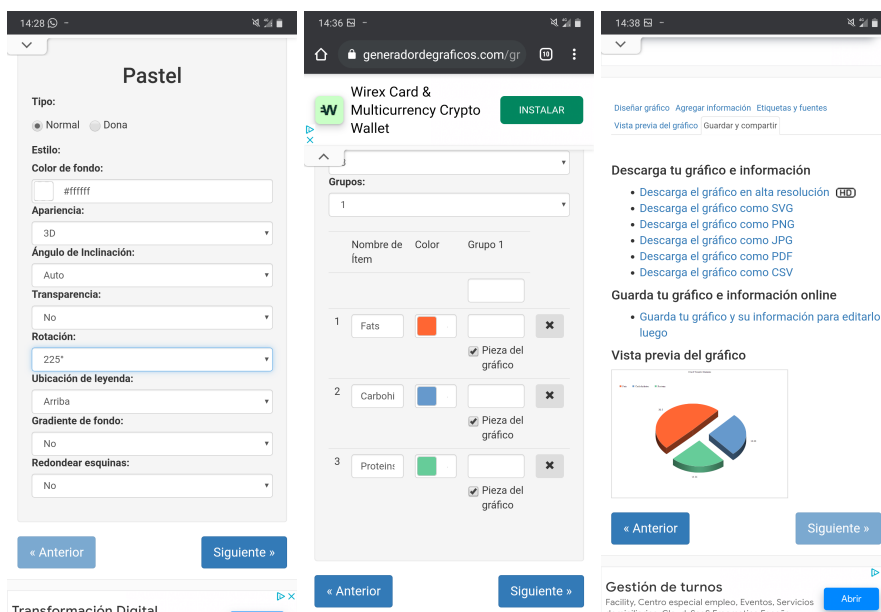 14:28
Pastel
Tipo:
Normal Dona
Estilo:
Color de fondo:
#ffffff
Apariencia:
3D
Ángulo de Inclinación:
Auto
Transparencia:
No
Rotación:
225°
Ubicación de leyenda:
Arriba
Gradiente de fondo:
No
Redondear esquinas:
No
« Anterior Siguiente »
Transformación Digital
14:36
generadordegraficos.com/gr 10
Wirex Card &
Multicurrency Crypto
Wallet
INSTALAR
Grupos:
1
Nombre de Ítem Color Grupo 1
1 Fats
Pieza del
gráfico
2 Carbohi
Pieza del
gráfico
3 Proteins
Pieza del
gráfico
« Anterior Siguiente »
14:38
Diseñar gráfico Agregar información Etiquetas y fuentes
Vista previa del gráfico Guardar y compartir
Descarga tu gráfico e información
Descarga el gráfico en alta resolución HD
Descarga el gráfico como SVG
Descarga el gráfico como PNG
Descarga el gráfico como JPG
Descarga el gráfico como PDF
Descarga el gráfico como CSV
Guarda tu gráfico e información online
Guarda tu gráfico y su información para editarlo
luego
Vista previa del gráfico
« Anterior Siguiente »
Gestión de turnos
Facility, Centro especial empleo, Eventos, Servicios
Abrir